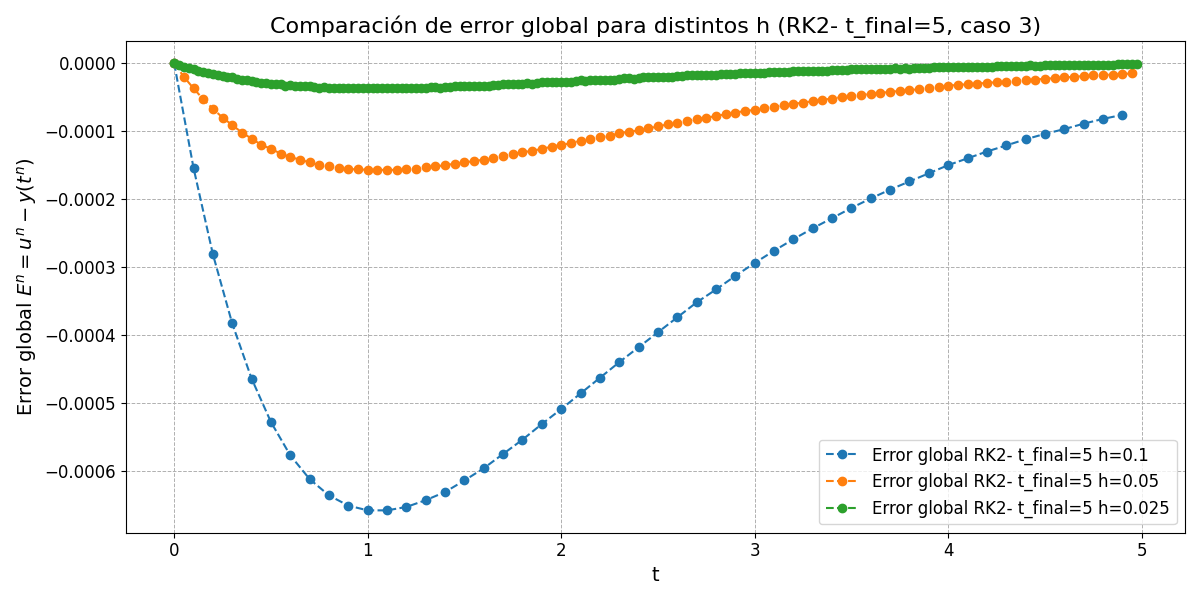 Comparación de error global para distintos h (RK2- t_final=5, caso 3)
Error global $E^n = u^n - y(t^n)$
0.0000
−0.0001
−0.0002
−0.0003
−0.0004
−0.0005
−0.0006
0 1 2 3 4 5
t
Error global RK2- t_final=5 h=0.1
Error global RK2- t_final=5 h=0.05
Error global RK2- t_final=5 h=0.025